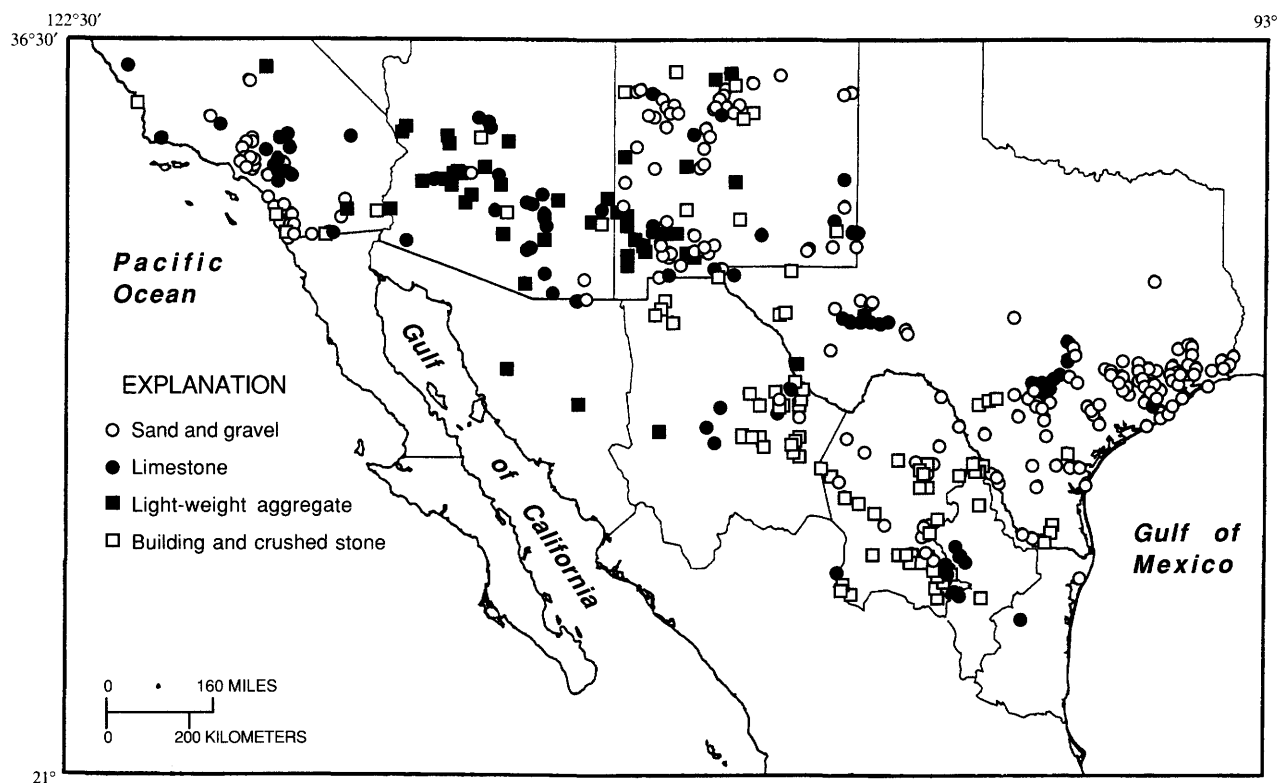 122°30'
93°
36°30'
Pacific
Ocean
Gulf
of
California
EXPLANATION
Sand and gravel
Limestone
Light-weight aggregate
Building and crushed stone
Gulf of
Mexico
0 160 MILES
0 200 KILOMETERS
21°